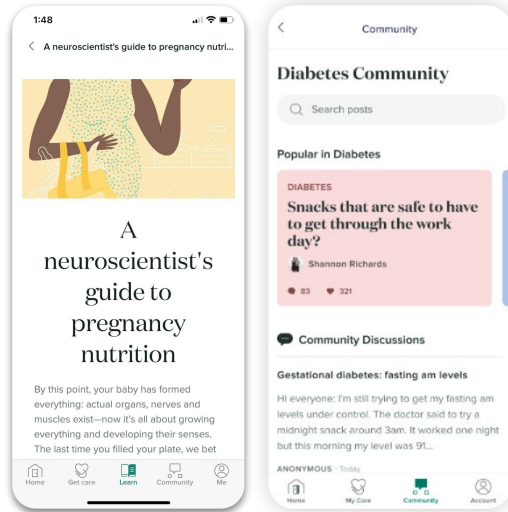 1:48
A neuroscientist's guide to pregnancy nutri...
A
neuroscientist's
guide to
pregnancy
nutrition
By this point, your baby has formed
everything: actual organs, nerves and
muscles exist—now it's all about growing
everything and developing their senses.
The last time you filled your plate, we bet
Home
Get care
Learn
Community
Me
Community
Diabetes Community
Search posts
Popular in Diabetes
DIABETES
Snacks that are safe to have
to get through the work
day?
Shannon Richards
83
321
Community Discussions
Gestational diabetes: fasting am levels
Hi everyone: I'm still trying to get my fasting am
levels under control. The doctor said to try a
midnight snack around 3am. It worked one night
but this morning my level was 91...
ANONYMOUS · Today
Home
My Care
Community
Account